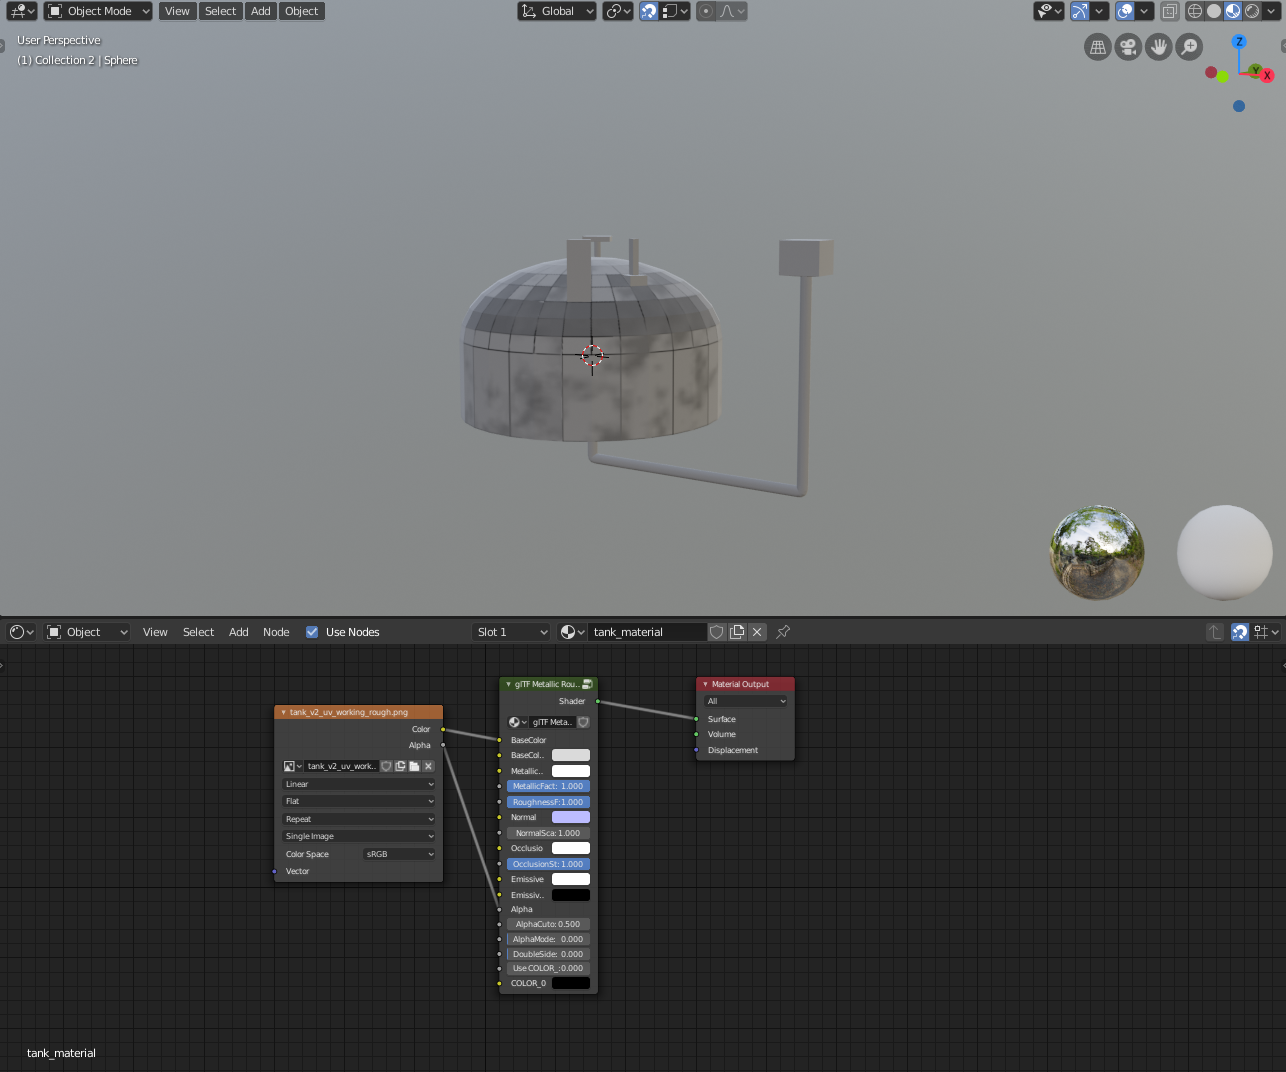 Object Mode View Select Add Object Global
User Perspective
(1) Collection 2 | Sphere
Z
Y
X
Object View Select Add Node Use Nodes Slot 1 tank_material
tank_v2_uv_working_rough.png
Color
Alpha
tank_v2_uv_work..
Linear
Flat
Repeat
Single Image
Color Space sRGB
Vector
glTF Metallic Rou..
Shader
glTF Meta..
BaseColor
BaseCol..
Metallic..
MetallicFact: 1.000
RoughnessF: 1.000
Normal
NormalSca: 1.000
Occlusio
OcclusionSt: 1.000
Emissive
Emissiv..
Alpha
AlphaCuto: 0.500
AlphaMode: 0.000
DoubleSide: 0.000
Use COLOR_: 0.000
COLOR_0
Material Output
All
Surface
Volume
Displacement
tank_material